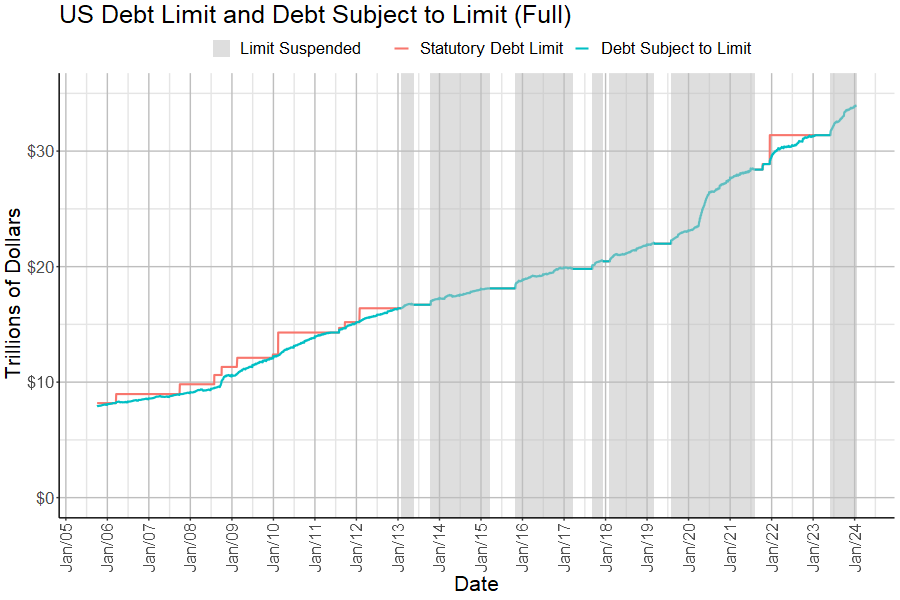 US Debt Limit and Debt Subject to Limit (Full)
Limit Suspended Statutory Debt Limit Debt Subject to Limit
Trillions of Dollars
$30
$20
$10
$0
Jan/05 Jan/06 Jan/07 Jan/08 Jan/09 Jan/10 Jan/11 Jan/12 Jan/13 Jan/14 Jan/15 Jan/16 Jan/17 Jan/18 Jan/19 Jan/20 Jan/21 Jan/22 Jan/23 Jan/24
Date